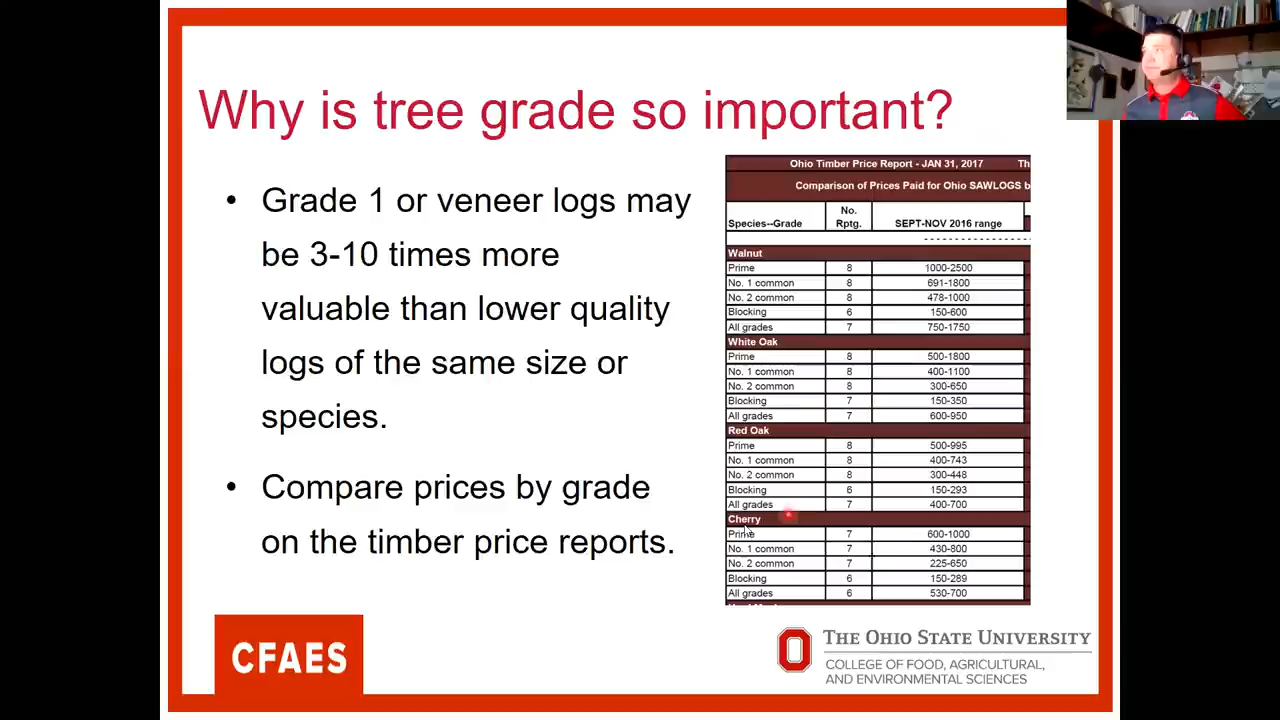 Why is tree grade so important?
• Grade 1 or veneer logs may
be 3-10 times more
valuable than lower quality
logs of the same size or
species.
• Compare prices by grade
on the timber price reports.
Ohio Timber Price Report - JAN 31, 2017 Th
Comparison of Prices Paid for Ohio SAWLOGS b
Species--Grade No. Rptg. SEPT-NOV 2016 range
Walnut
Prime 8 1000-2500
No. 1 common 8 691-1800
No. 2 common 8 478-1000
Blocking 6 150-600
All grades 7 750-1750
White Oak
Prime 8 500-1800
No. 1 common 8 400-1100
No. 2 common 8 300-650
Blocking 7 150-350
All grades 7 600-950
Red Oak
Prime 8 500-995
No. 1 common 8 400-743
No. 2 common 8 300-448
Blocking 6 150-293
All grades 7 400-700
Cherry
Prime 7 600-1000
No. 1 common 7 430-800
No. 2 common 7 225-650
Blocking 6 150-289
All grades 6 530-700
CFAES
THE OHIO STATE UNIVERSITY
COLLEGE OF FOOD, AGRICULTURAL,
AND ENVIRONMENTAL SCIENCES